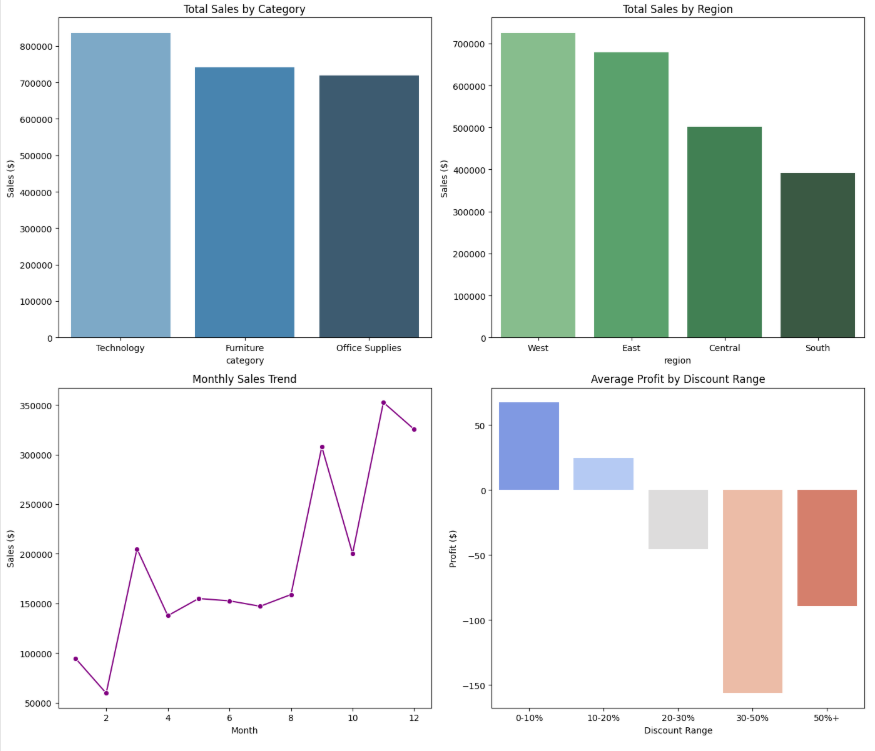 Total Sales by Category
Sales ($)
800000
700000
600000
500000
400000
300000
200000
100000
0
Technology Furniture Office Supplies
category
Total Sales by Region
Sales ($)
700000
600000
500000
400000
300000
200000
100000
0
West East Central South
region
Monthly Sales Trend
Sales ($)
350000
300000
250000
200000
150000
100000
50000
2 4 6 8 10 12
Month
Average Profit by Discount Range
Profit ($)
50
0
−50
−100
−150
0-10% 10-20% 20-30% 30-50% 50%+
Discount Range